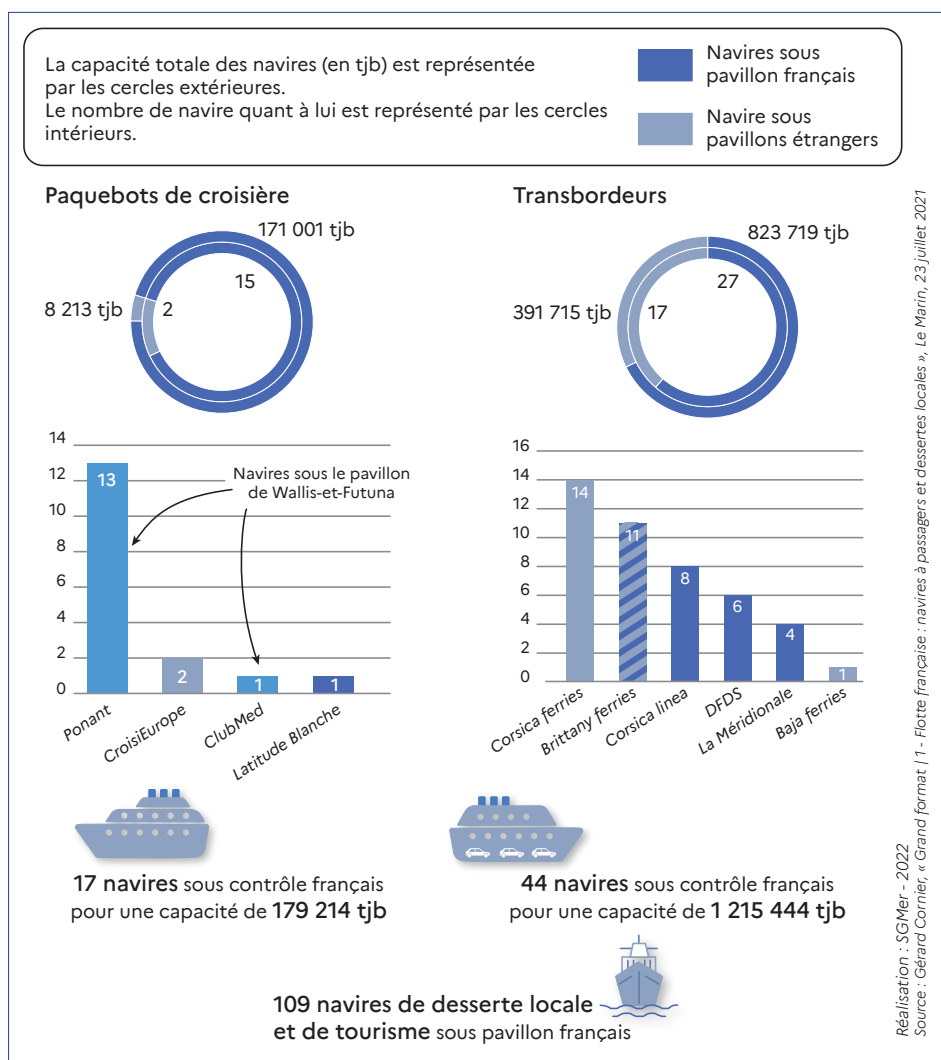 La capacité totale des navires (en tjb) est représentée
par les cercles extérieures.
Le nombre de navire quant à lui est représenté par les cercles
intérieurs.
Navires sous
pavillon français
Navire sous
pavillons étrangers
Paquebots de croisière
171 001 tjb
15
8 213 tjb
2
14
12
10
8
6
4
2
0
Navires sous le pavillon
de Wallis-et-Futuna
13
2
1
1
Ponant
CroisiEurope
ClubMed
Latitude Blanche
17 navires sous contrôle français
pour une capacité de 179 214 tjb
Transbordeurs
823 719 tjb
27
391 715 tjb
17
16
14
12
10
8
6
4
2
0
14
11
8
6
4
1
Corsica ferries
Brittany ferries
Corsica linea
DFDS
La Méridionale
Baja ferries
44 navires sous contrôle français
pour une capacité de 1 215 444 tjb
109 navires de desserte locale
et de tourisme sous pavillon français
Réalisation : SGMer - 2022
Source : Gérard Cornier, « Grand format | 1 - Flotte française : navires à passagers et dessertes locales », Le Marin, 23 juillet 2021